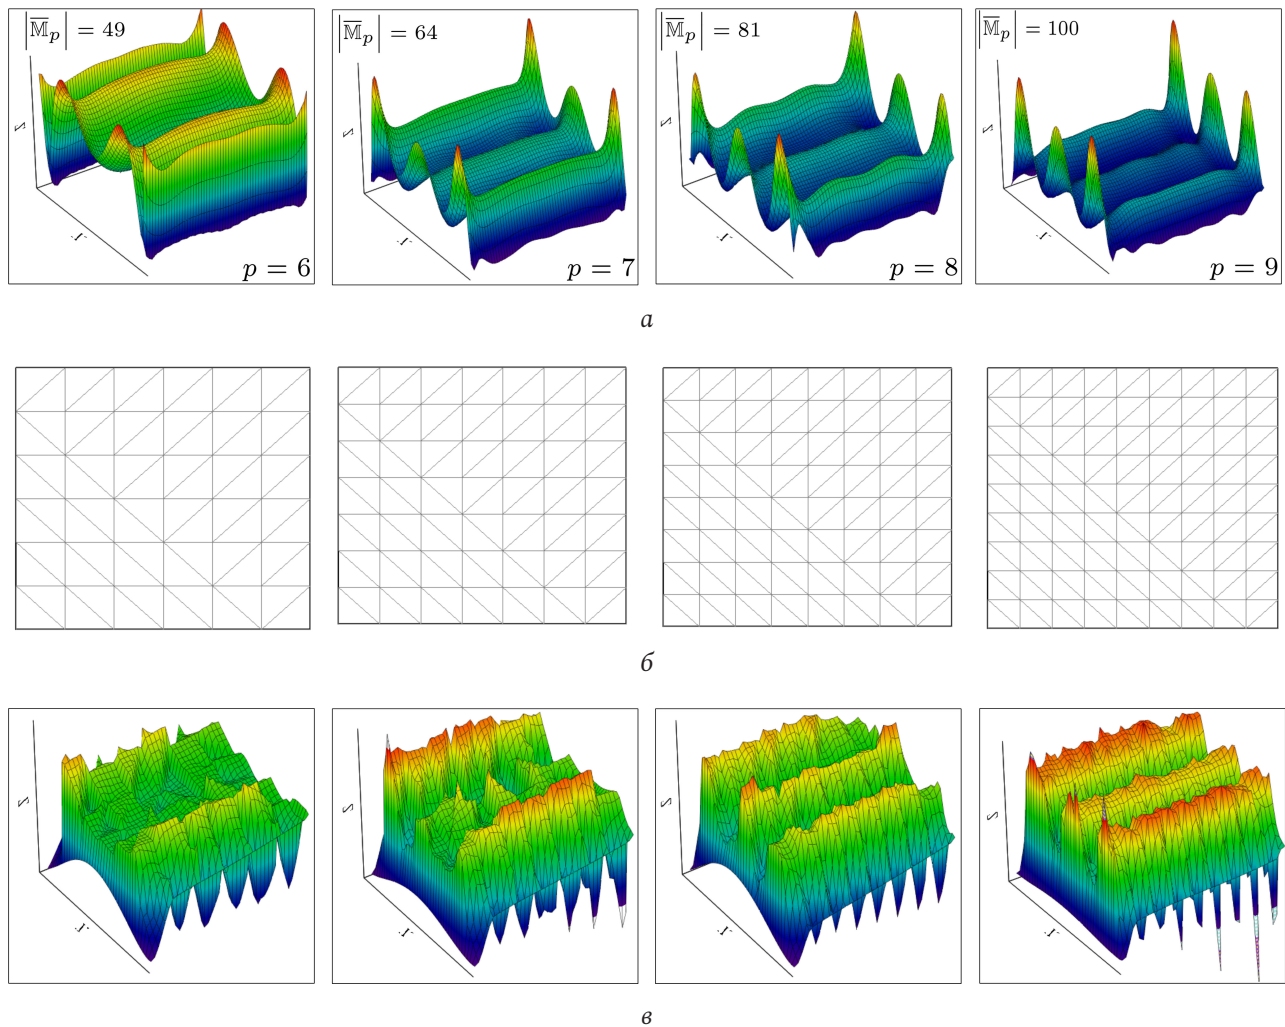 |M̅ₚ| = 49
|M̅ₚ| = 64
|M̅ₚ| = 81
|M̅ₚ| = 100
Z
Z
Z
Z
p = 6
p = 7
p = 8
p = 9
а
б
Z
Z
Z
Z
в